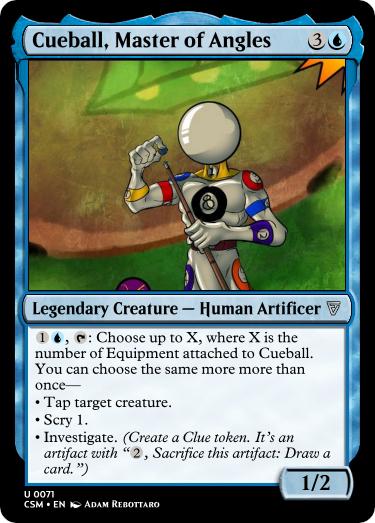 Cueball, Master of Angles 3
1, : Choose up to X, where X is the
number of Equipment attached to Cueball.
You can choose the same more more than
once—
• Tap target creature.
• Scry 1.
• Investigate. (Create a Clue token. It's an
artifact with “2, Sacrifice this artifact: Draw a
card.”)
8
Legendary Creature — Human Artificer
1/2
U 0071
CSM • EN Adam Rebottaro